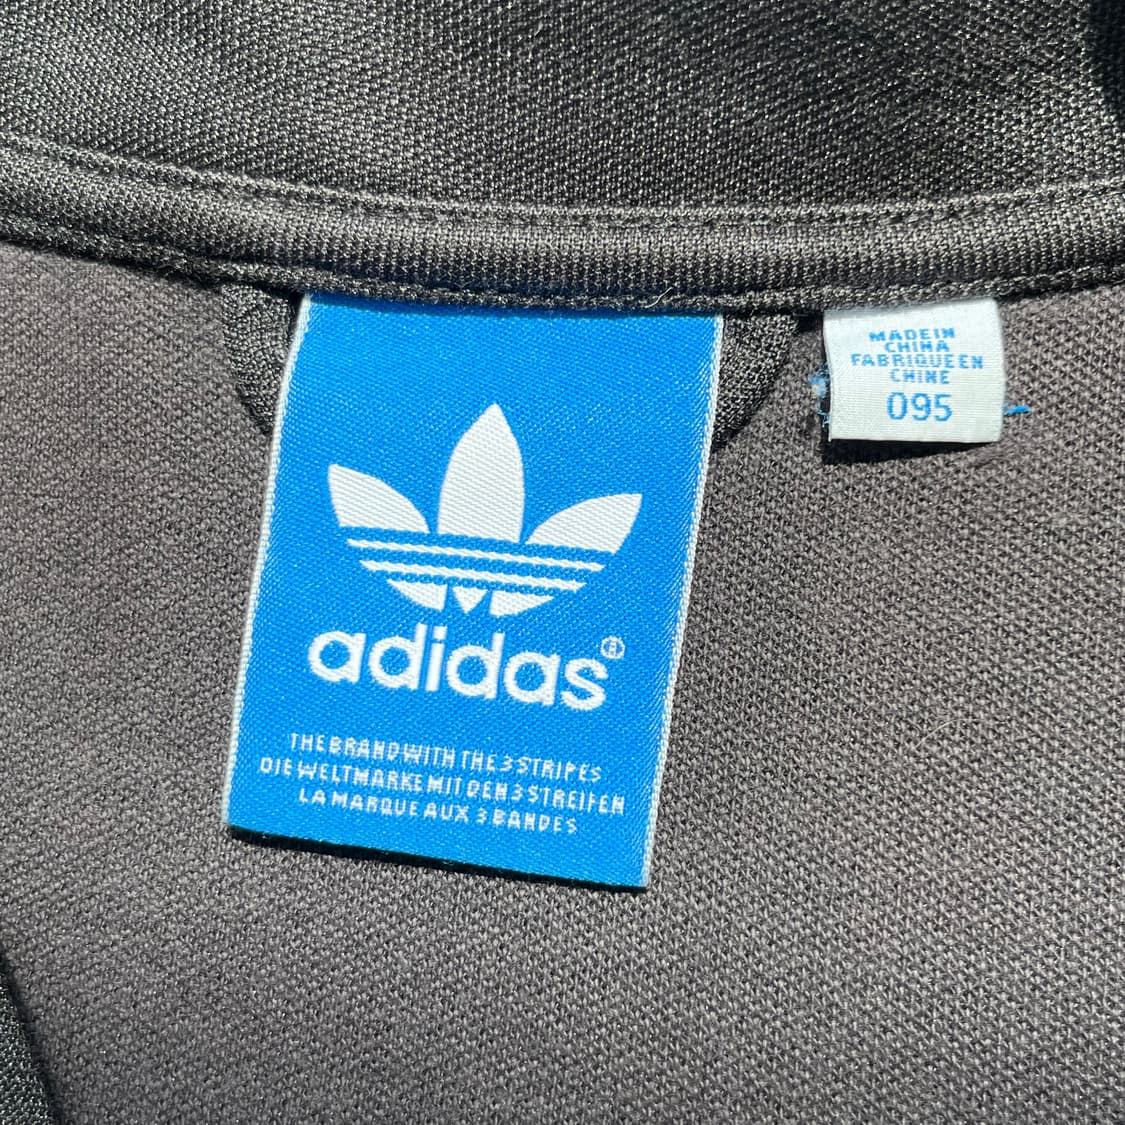 adidas®
THE BRAND WITH THE 3 STRIPES
DIE WELTMARKE MIT DEN 3 STREIFEN
LA MARQUE AUX 3 BANDES
MADE IN
CHINA
FABRIQUE EN
CHINE
095